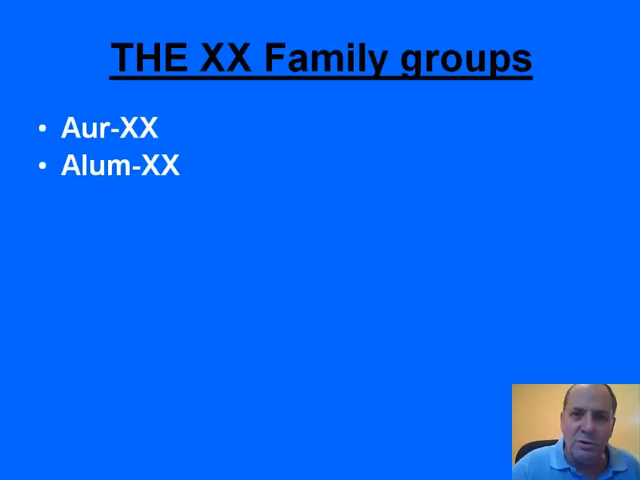 THE XX Family groups
• Aur-XX
• Alum-XX